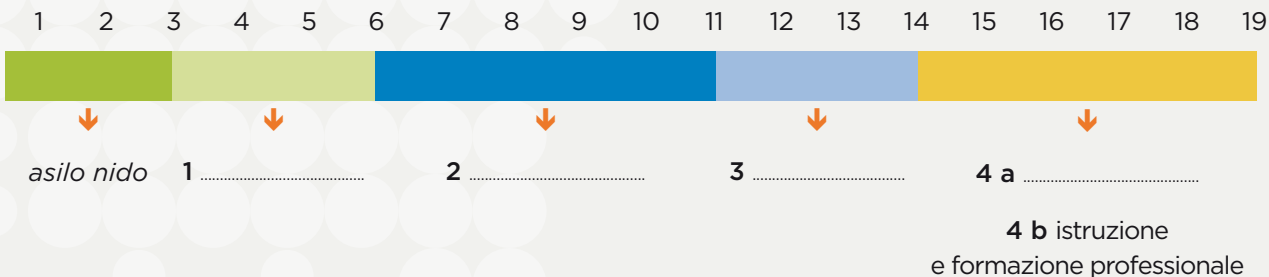 1 2 3 4 5 6 7 8 9 10 11 12 13 14 15 16 17 18 19
asilo nido 1 ........................................ 2 ........................................... 3 ..................................... 4 a ...........................................
4 b istruzione
e formazione professionale